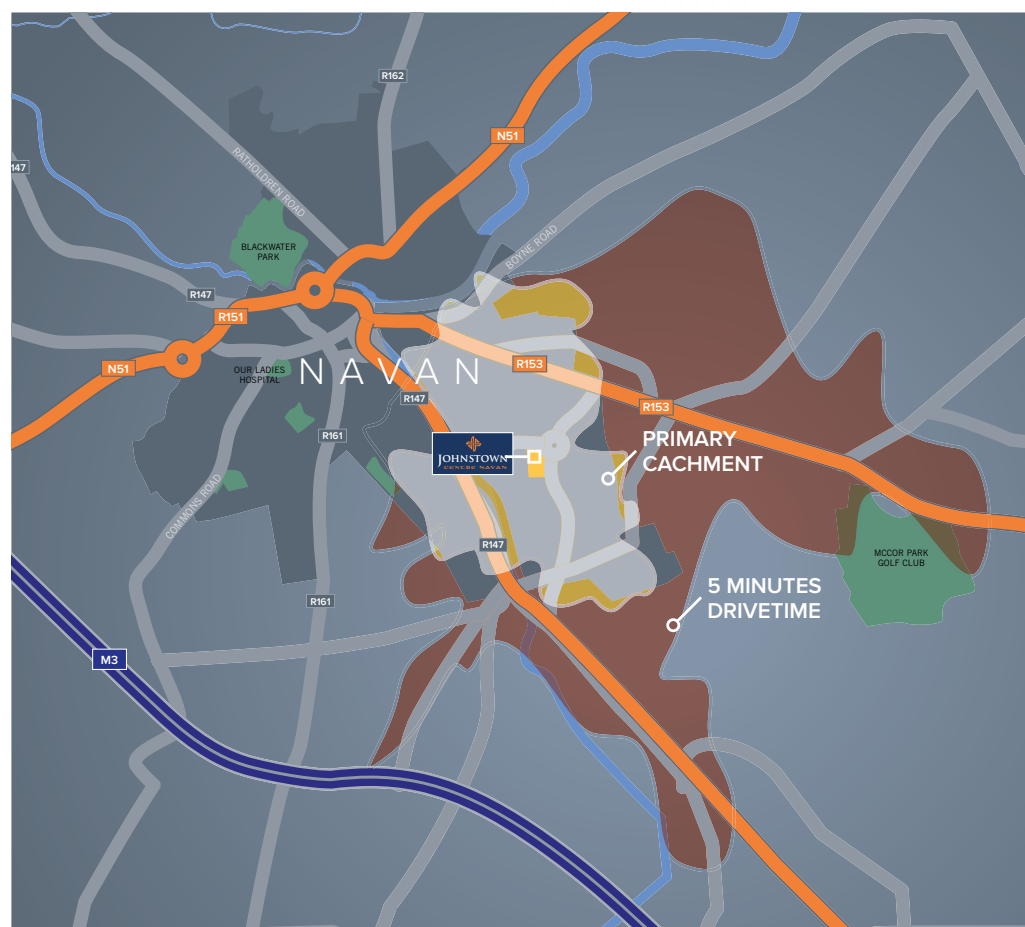 R162
N51
147
RATHOLDREN ROAD
BOYNE ROAD
BLACKWATER
PARK
R147
R151
N51
OUR LADIES
HOSPITAL
NAVAN
R153
R147
R153
R161
JOHNSTOWN
CENTRE NAVAN
PRIMARY
CACHMENT
COMMONS ROAD
R147
MCCOR PARK
GOLF CLUB
5 MINUTES
DRIVETIME
R161
M3